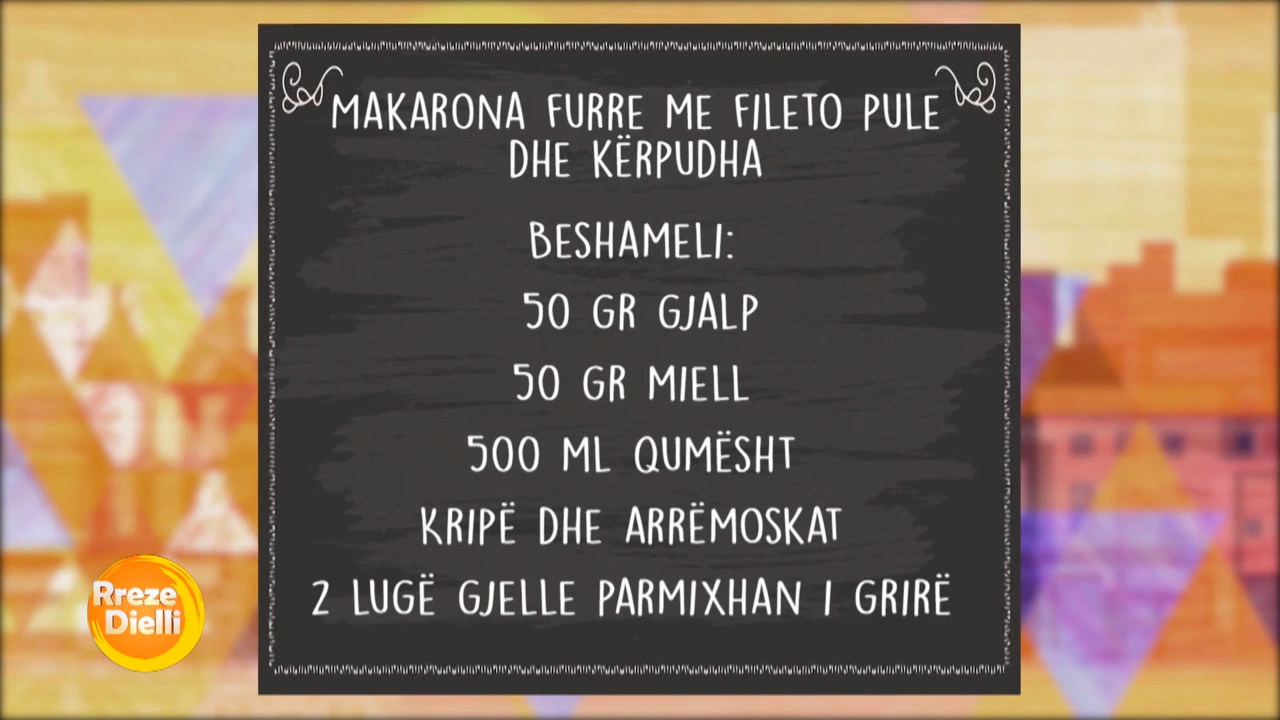 MAKARONA FURRE ME FILETO PULE
DHE KËRPUDHA
BESHAMELI:
50 GR GJALP
50 GR MIELL
500 ML QUMËSHT
KRIPË DHE ARRËMOSKAT
2 LUGË GJELLE PARMIXHAN I GRIRË
Rreze
Dielli